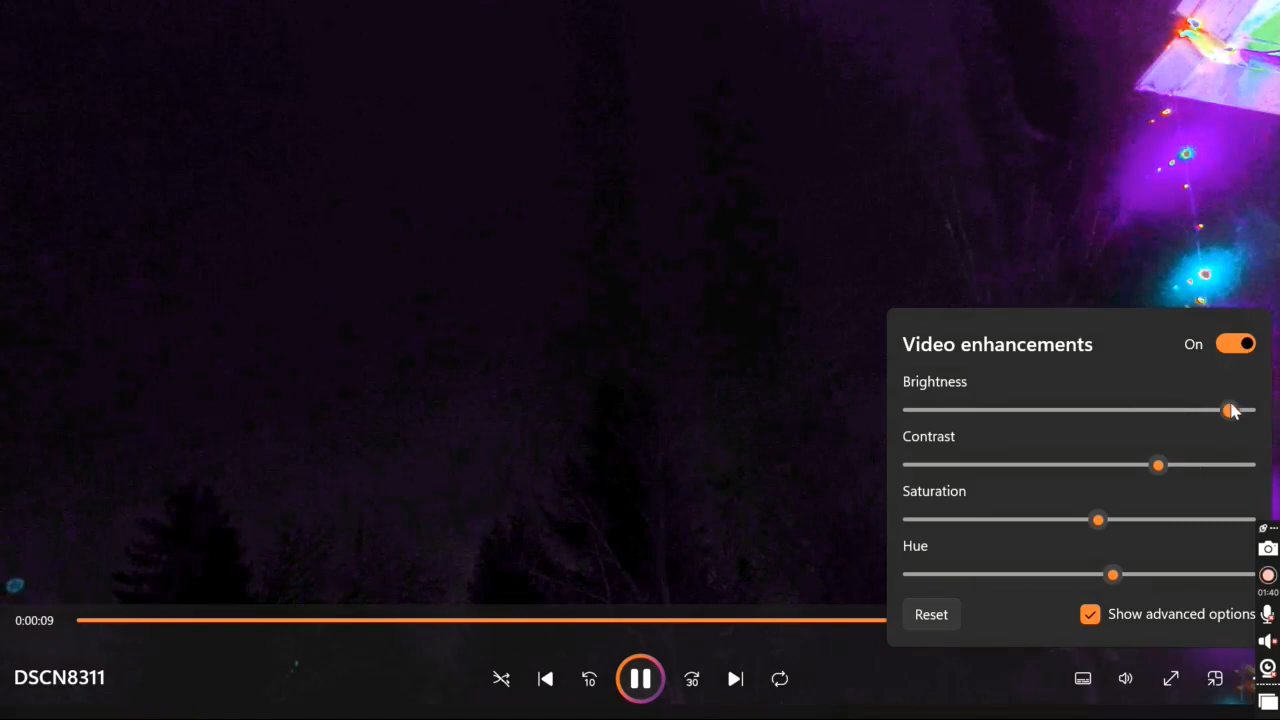 Video enhancements
On
Brightness
Contrast
Saturation
Hue
Reset
Show advanced options
01:40
0:00:09
DSCN8311
10
30